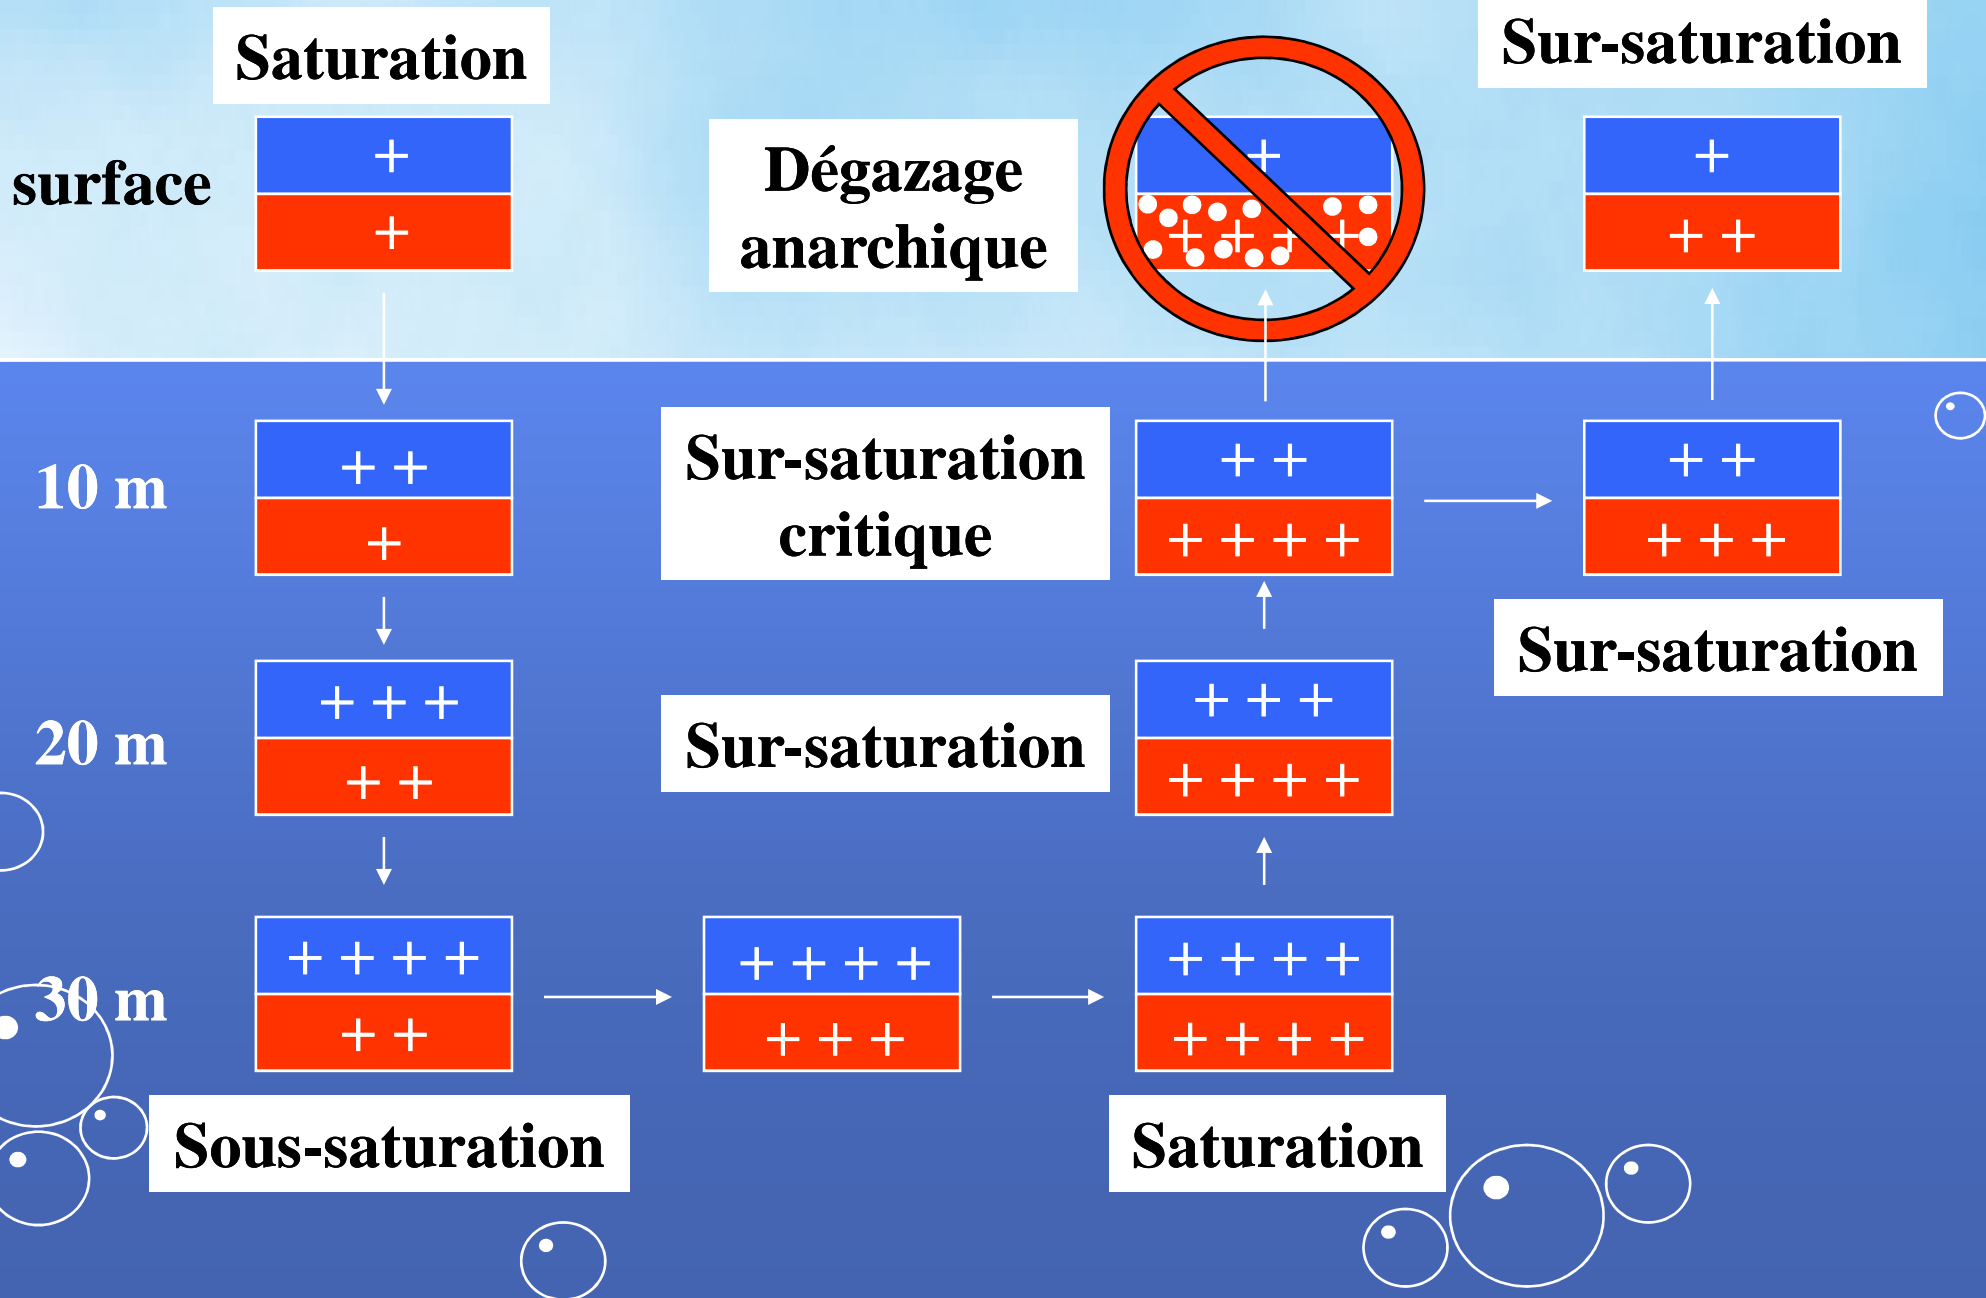 Saturation
Sur-saturation
surface
+
+
Dégazage
anarchique
+
+ + + +
+
+ +
10 m
+ +
+
Sur-saturation
critique
+ +
+ + + +
+ +
+ + +
Sur-saturation
20 m
+ + +
+ +
Sur-saturation
+ + +
+ + + +
30 m
+ + + +
+ +
+ + + +
+ + +
+ + + +
+ + + +
Sous-saturation
Saturation